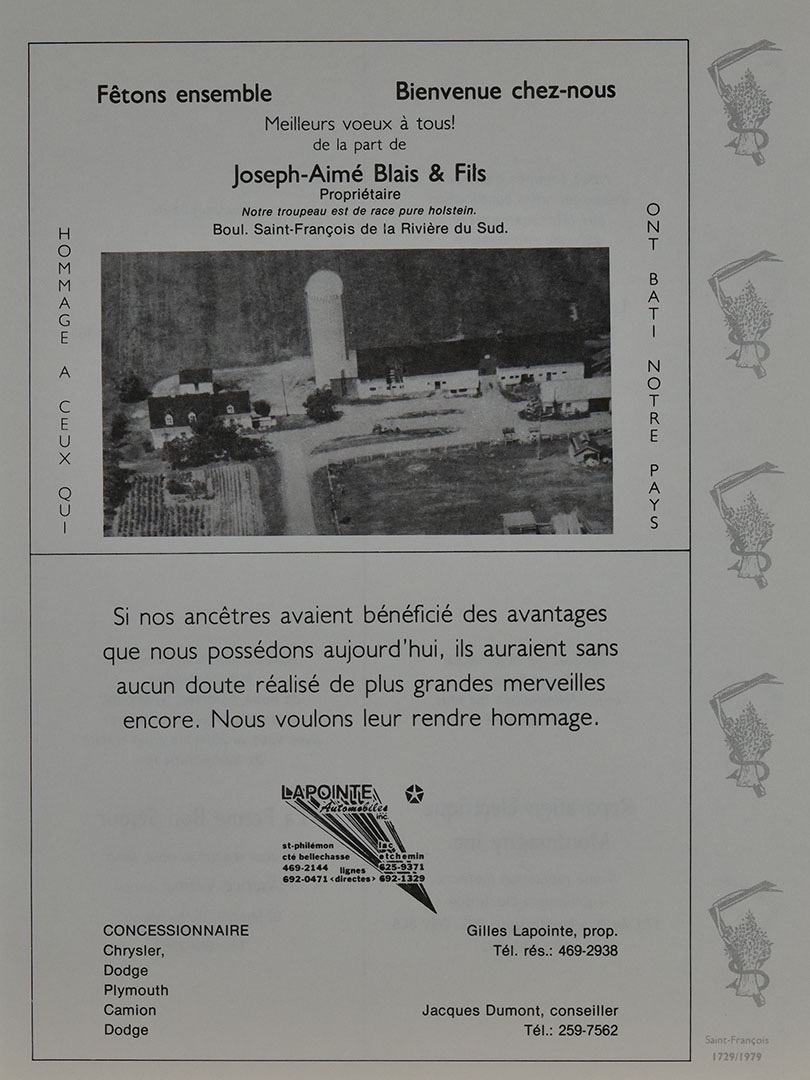 Fêtons ensemble
Bienvenue chez-nous
Meilleurs voeux à tous!
de la part de
Joseph-Aimé Blais & Fils
Propriétaire
Notre troupeau est de race pure holstein.
Boul. Saint-François de la Rivière du Sud.
HOMMAGE A CEUX QUI
ONT BATI NOTRE PAYS
Si nos ancêtres avaient bénéficié des avantages
que nous possédons aujourd'hui, ils auraient sans
aucun doute réalisé de plus grandes merveilles
encore. Nous voulons leur rendre hommage.
LAPOINTE
Automobiles
inc.
st-philémon
cté bellechasse
469-2144
692-0471
lignes
<directes>
lac
etchemin
625-9371
692-1329
CONCESSIONNAIRE
Chrysler,
Dodge
Plymouth
Camion
Dodge
Gilles Lapointe, prop.
Tél. rés.: 469-2938
Jacques Dumont, conseiller
Tél.: 259-7562
Saint-François
1729/1979